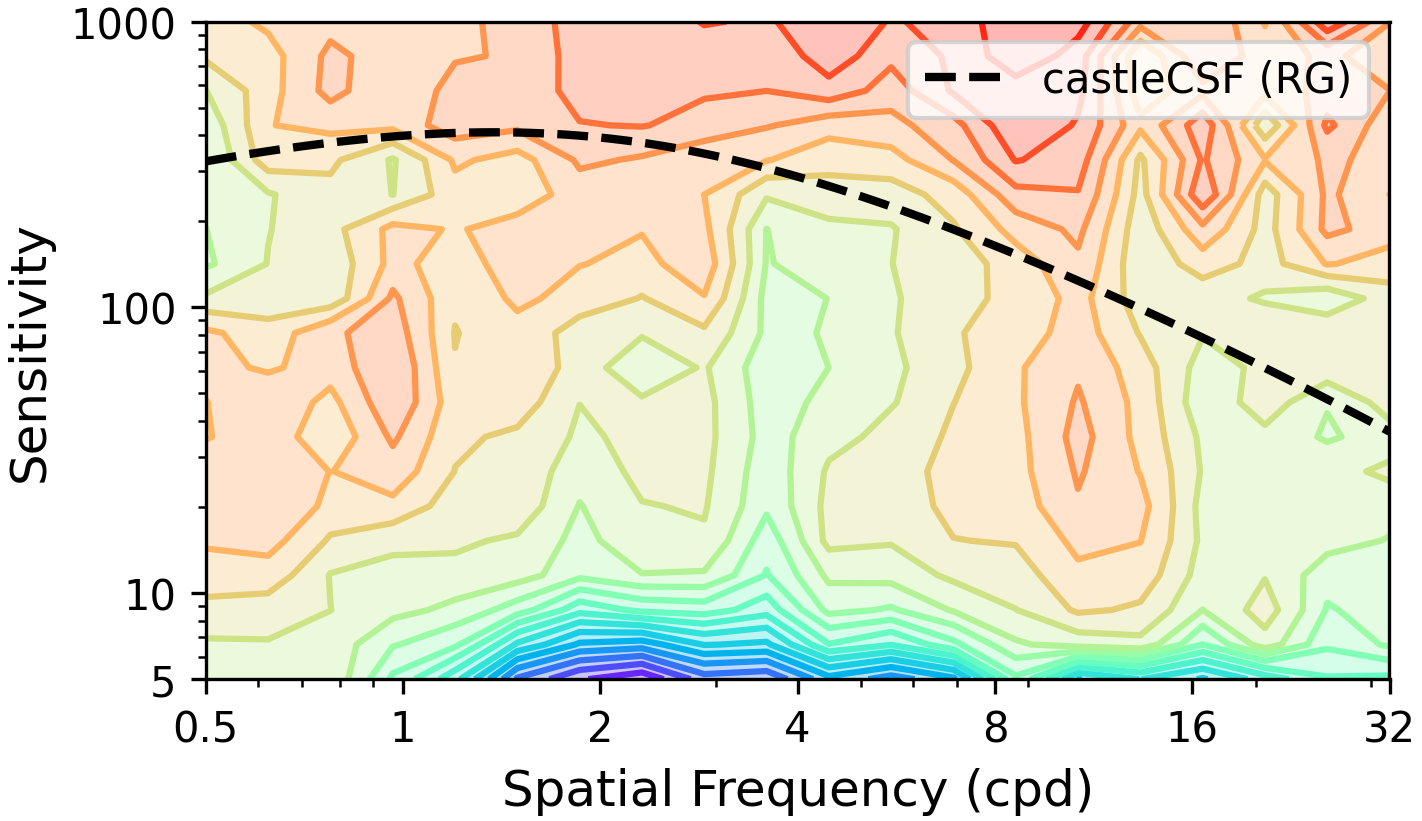 1000
100
10
5
Sensitivity
castleCSF (RG)
0.5 1 2 4 8 16 32
Spatial Frequency (cpd)